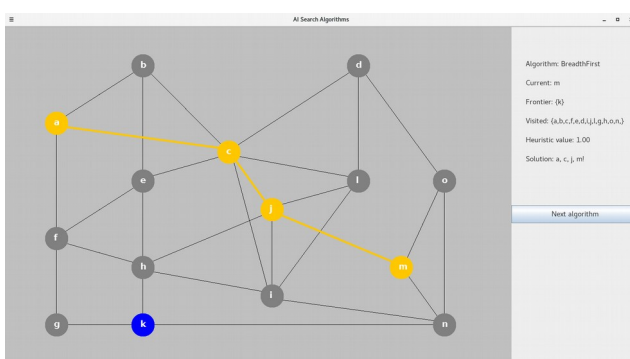 AI Search Algorithms
b
d
a
c
e
l
o
j
f
h
m
i
g
k
n
Algorithm: BreadthFirst
Current: m
Frontier: {k}
Visited: {a,b,c,f,e,d,i,j,l,g,h,o,n,}
Heuristic value: 1.00
Solution: a, c, j, m!
Next algorithm